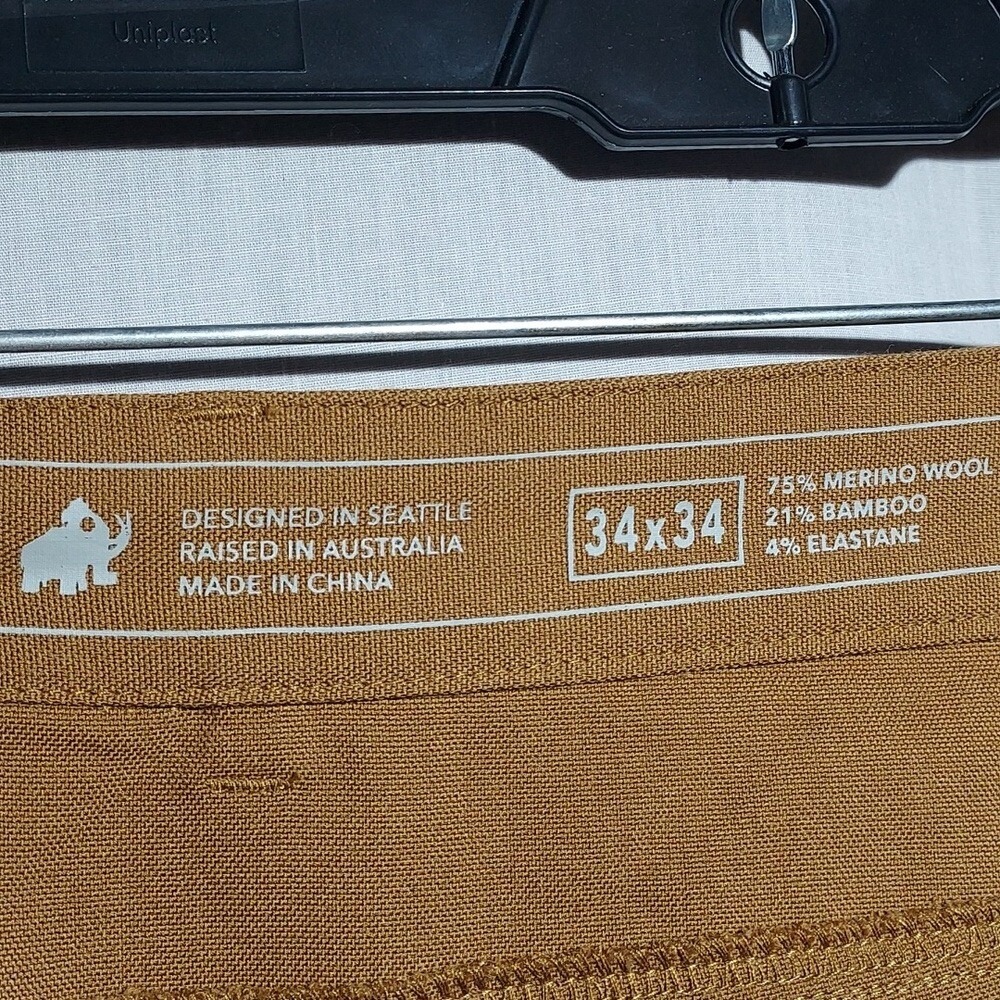 Uniplast
DESIGNED IN SEATTLE
RAISED IN AUSTRALIA
MADE IN CHINA
34x34
75% MERINO WOOL
21% BAMBOO
4% ELASTANE